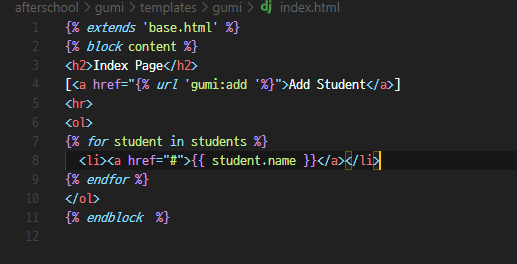 afterschool > gumi > templates > gumi > dj index.html
1 {% extends 'base.html' %}
2 {% block content %}
3 <h2>Index Page</h2>
4 [<a href="{% url 'gumi:add '%}">Add Student</a>]
5 <hr>
6 <ol>
7 {% for student in students %}
8 <li><a href="#">{{ student.name }}</a></li>
9 {% endfor %}
10 </ol>
11 {% endblock  %}
12